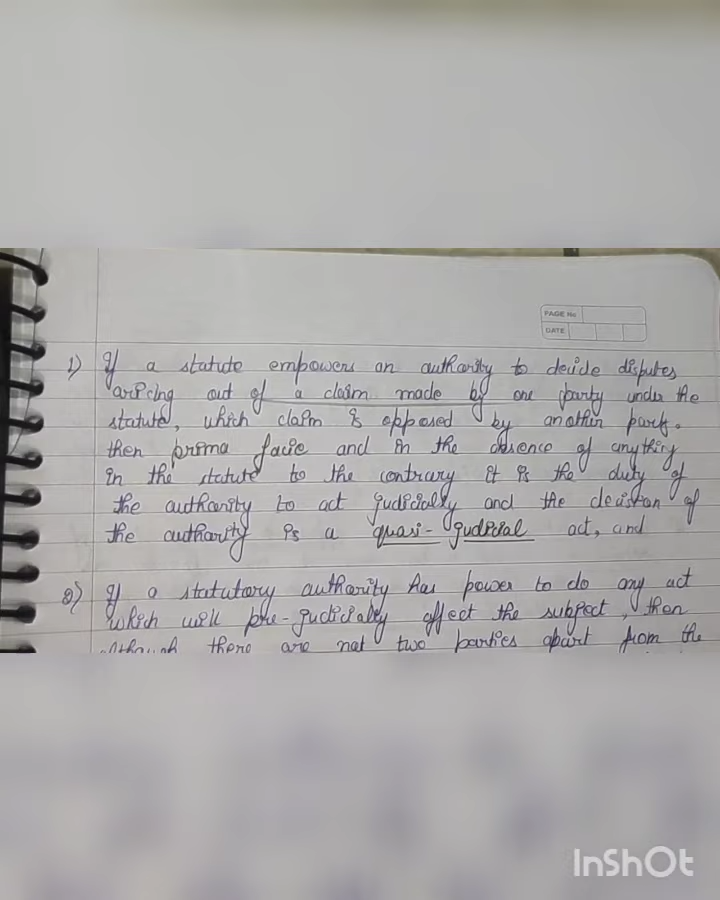 PAGE No
DATE
1) If a statute empowers an authority to decide disputes
arising out of a claim made by one party under the
statute, which claim is opposed by another party.
then prima facie and in the absence of anything
in the statute to the contrary it is the duty of
the authority to act judicially and the decision of
the authority is a quasi-judicial act, and
2) If a statutary authority has power to do any act
which will pre-judicially affect the subject, then
although there are not two parties apart from the
InShOt